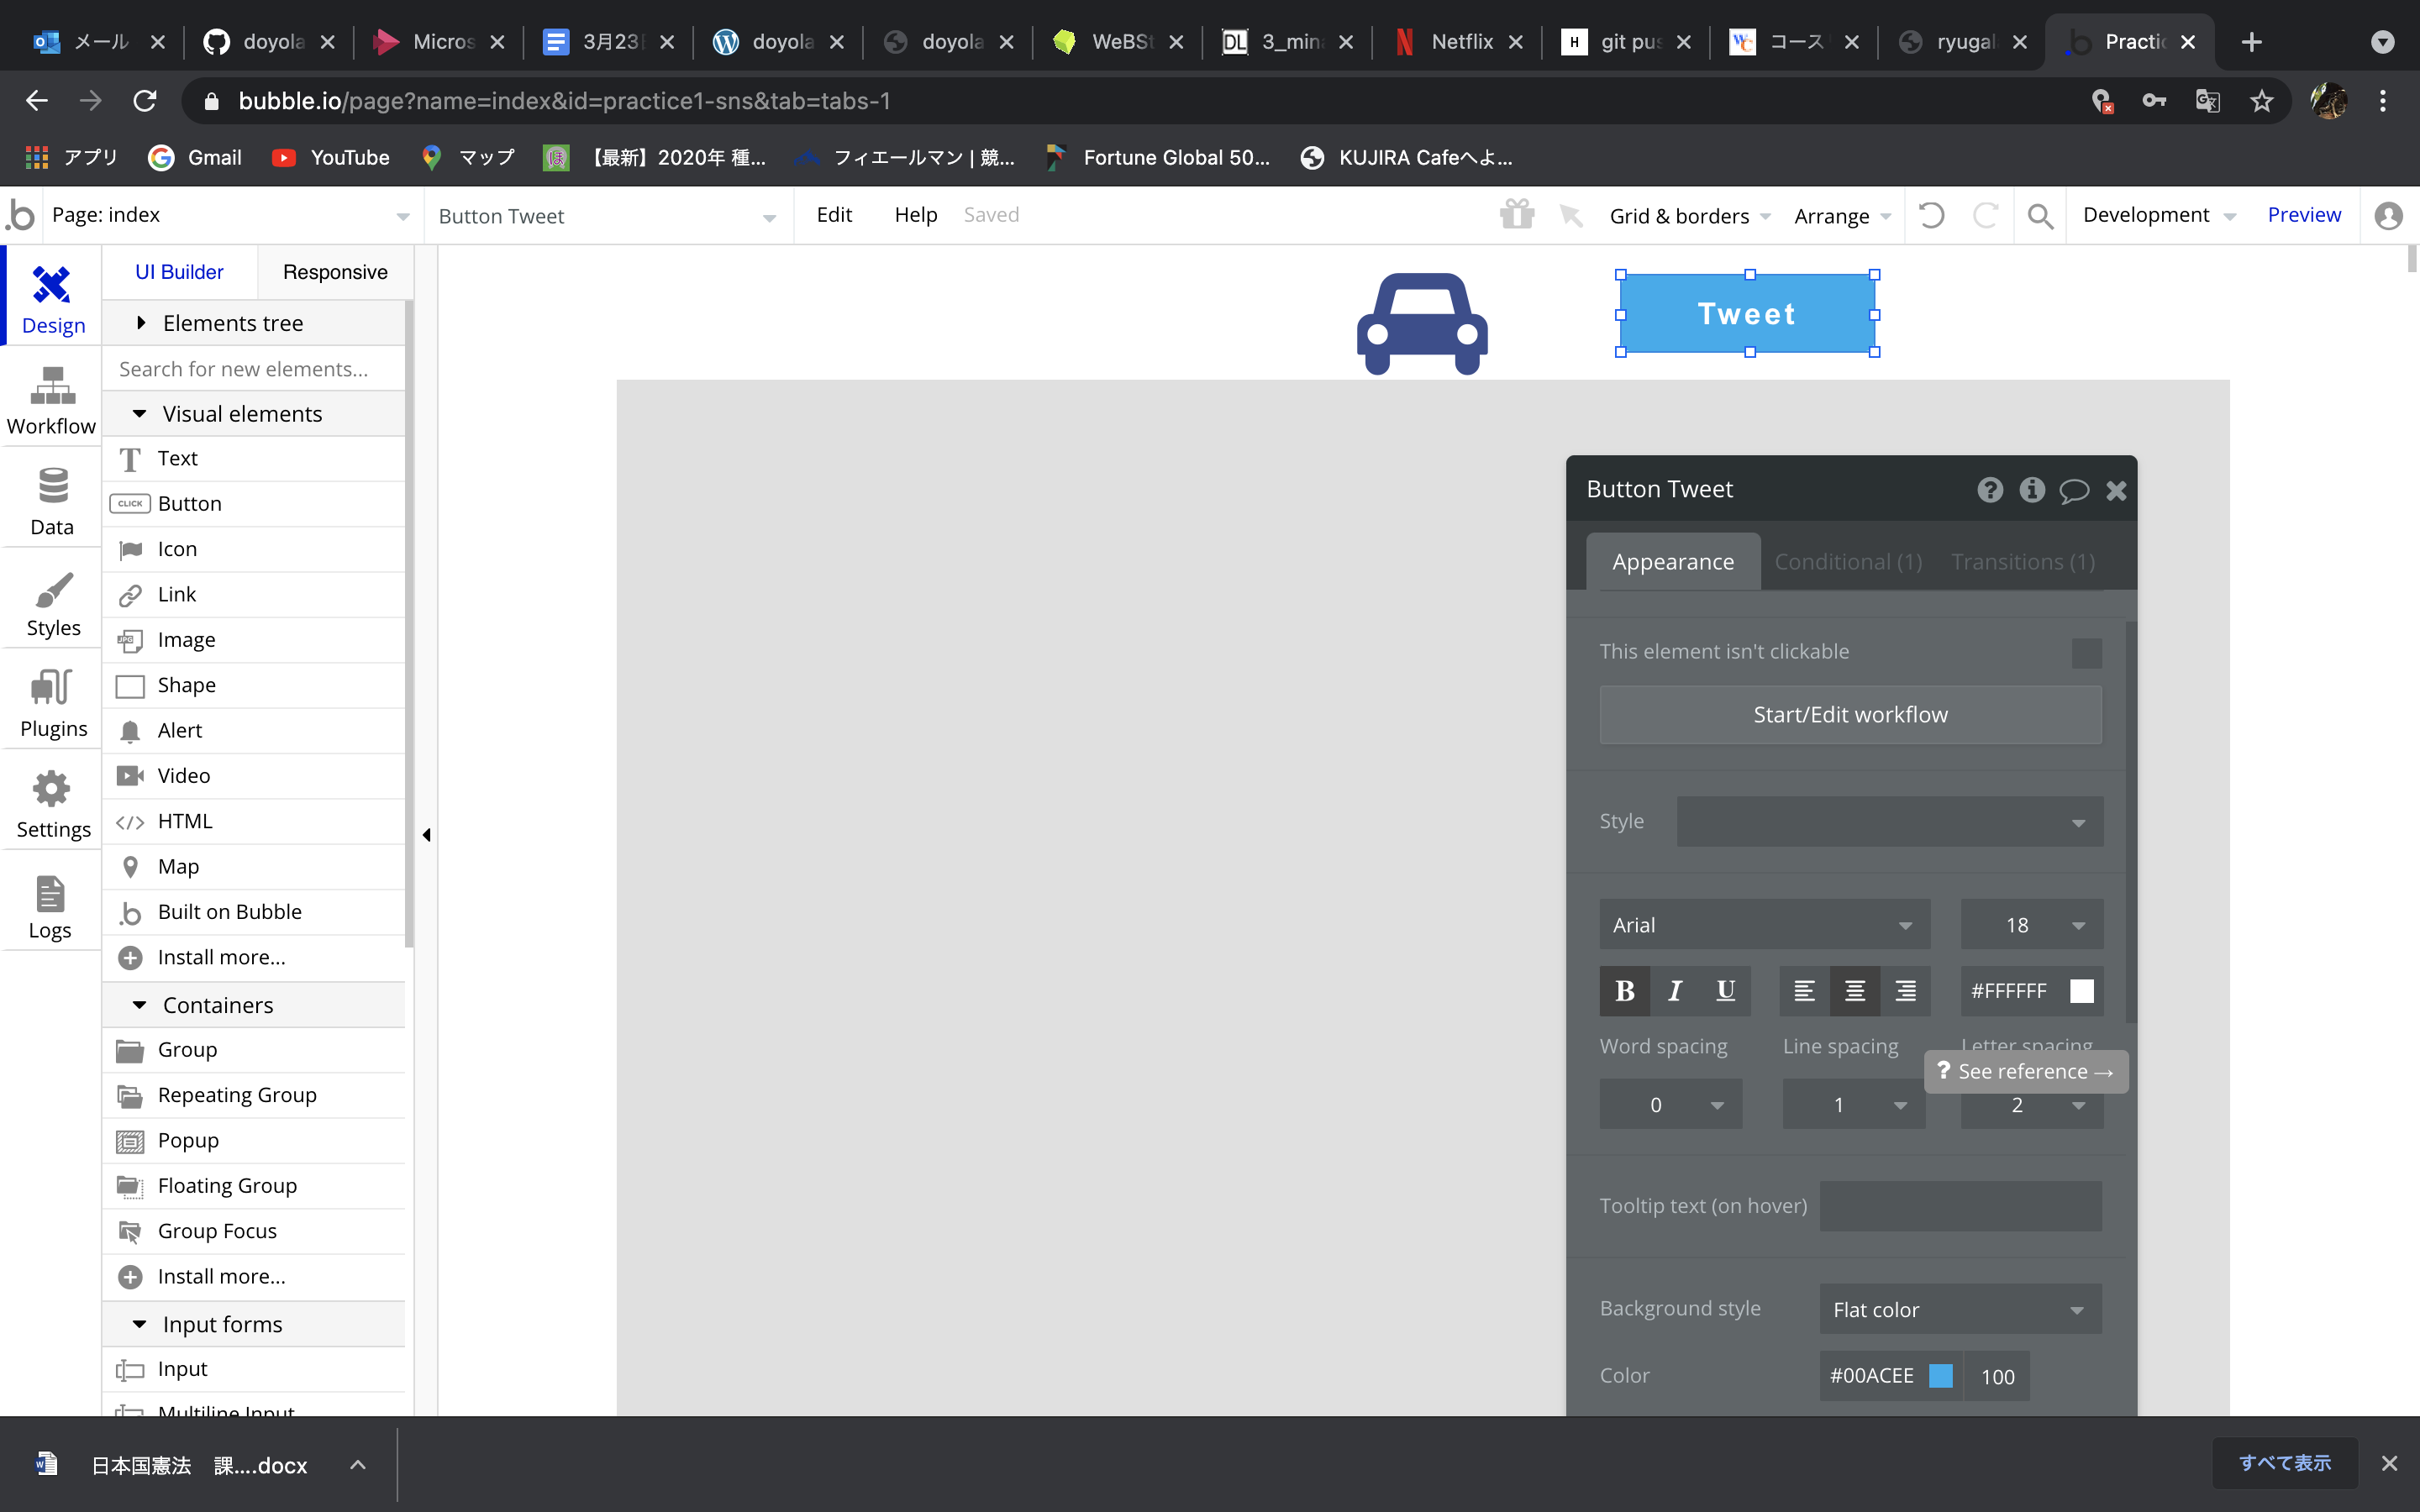 メール
doyola
Micros
3月23
doyola
doyola
WeBSt
DL 3_mina
Netflix
H git pus
コース
ryugal
Practic
bubble.io/page?name=index&id=practice1-sns&tab=tabs-1
アプリ
Gmail
YouTube
マップ
【最新】2020年 種...
フィエールマン | 競...
Fortune Global 50...
KUJIRA Cafeへよ...
Page: index
Button Tweet
Edit
Help
Saved
Grid & borders
Arrange
Development
Preview
Design
Workflow
Data
Styles
Plugins
Settings
Logs
UI Builder
Responsive
Elements tree
Search for new elements...
Visual elements
Text
CLICK Button
Icon
Link
Image
Shape
Alert
Video
HTML
Map
Built on Bubble
Install more...
Containers
Group
Repeating Group
Popup
Floating Group
Group Focus
Install more...
Input forms
Input
Multiline Input
Tweet
Button Tweet
Appearance
Conditional (1)
Transitions (1)
This element isn't clickable
Start/Edit workflow
Style
Arial
18
B I U
#FFFFFF
Word spacing
Line spacing
Letter spacing
? See reference →
0
1
2
Tooltip text (on hover)
Background style
Flat color
Color
#00ACEE
100
日本国憲法　課....docx
すべて表示